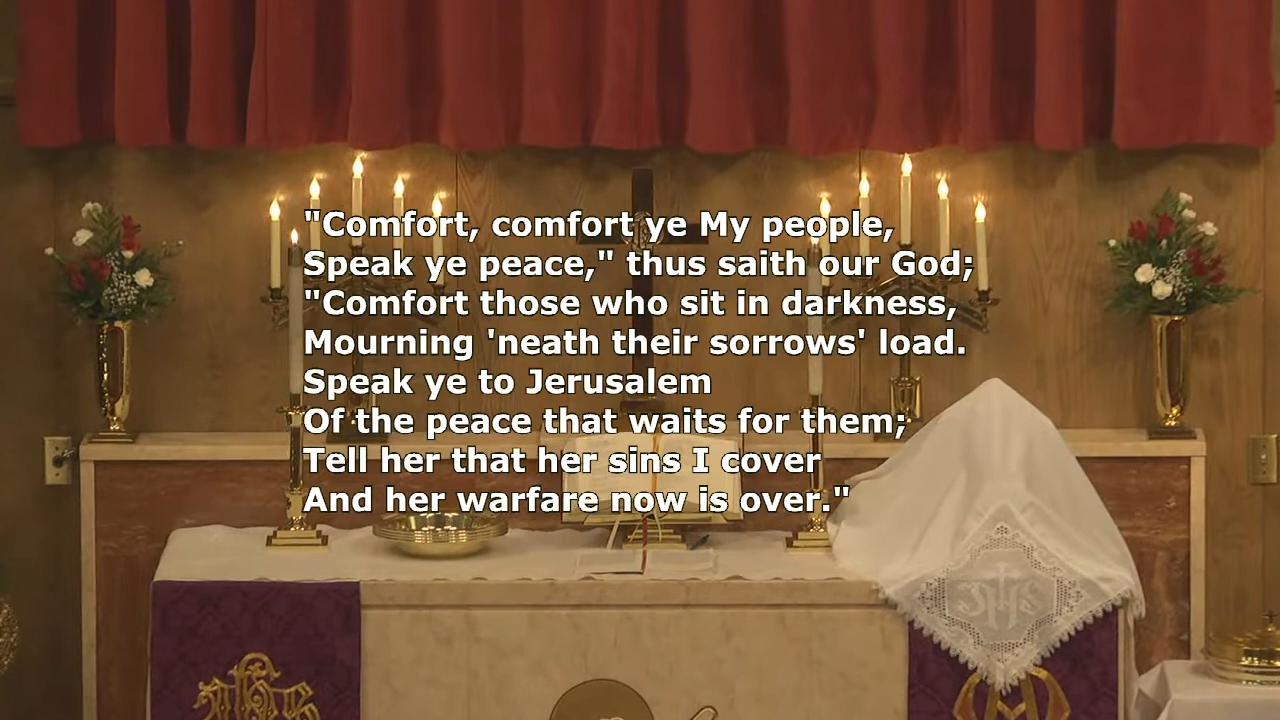 "Comfort, comfort ye My people,
Speak ye peace," thus saith our God;
"Comfort those who sit in darkness,
Mourning 'neath their sorrows' load.
Speak ye to Jerusalem
Of the peace that waits for them;
Tell her that her sins I cover
And her warfare now is over."
IHS